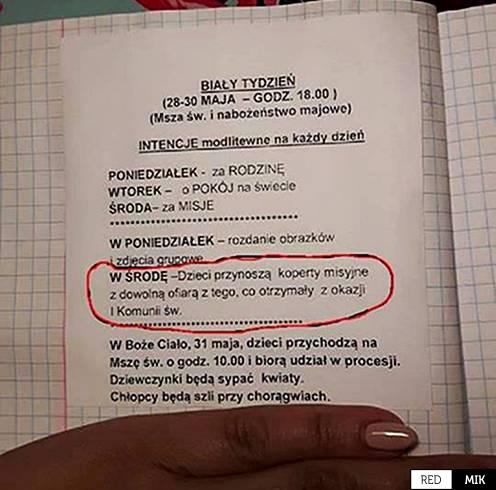 BIAŁY TYDZIEŃ
(28-30 MAJA – GODZ. 18.00 )
(Msza św. i nabożeństwo majowe)
INTENCJE modlitewne na każdy dzień
PONIEDZIAŁEK - za RODZINĘ
WTOREK – o POKÓJ na świecie
ŚRODA– za MISJE
W PONIEDZIAŁEK – rozdanie obrazków
i zdjęcia grupowe
W ŚRODĘ –Dzieci przynoszą koperty misyjne
z dowolną ofiarą z tego, co otrzymały z okazji
I Komunii św.
W Boże Ciało, 31 maja, dzieci przychodzą na
Mszę św. o godz. 10.00 i biorą udział w procesji.
Dziewczynki będą sypać kwiaty.
Chłopcy będą szli przy chorągwiach.
RED MIK